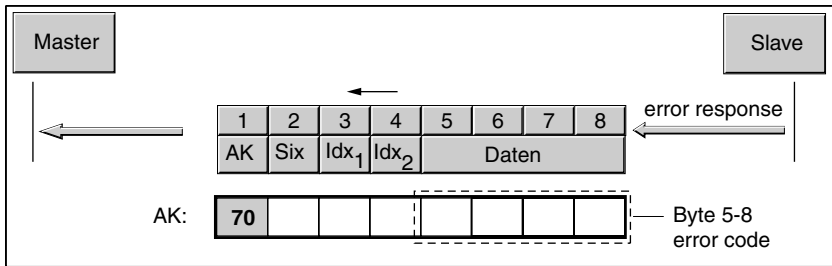 Master
Slave
1 2 3 4 5 6 7 8
error response
AK Six Idx1 Idx2 Daten
AK: 70
Byte 5-8
error code